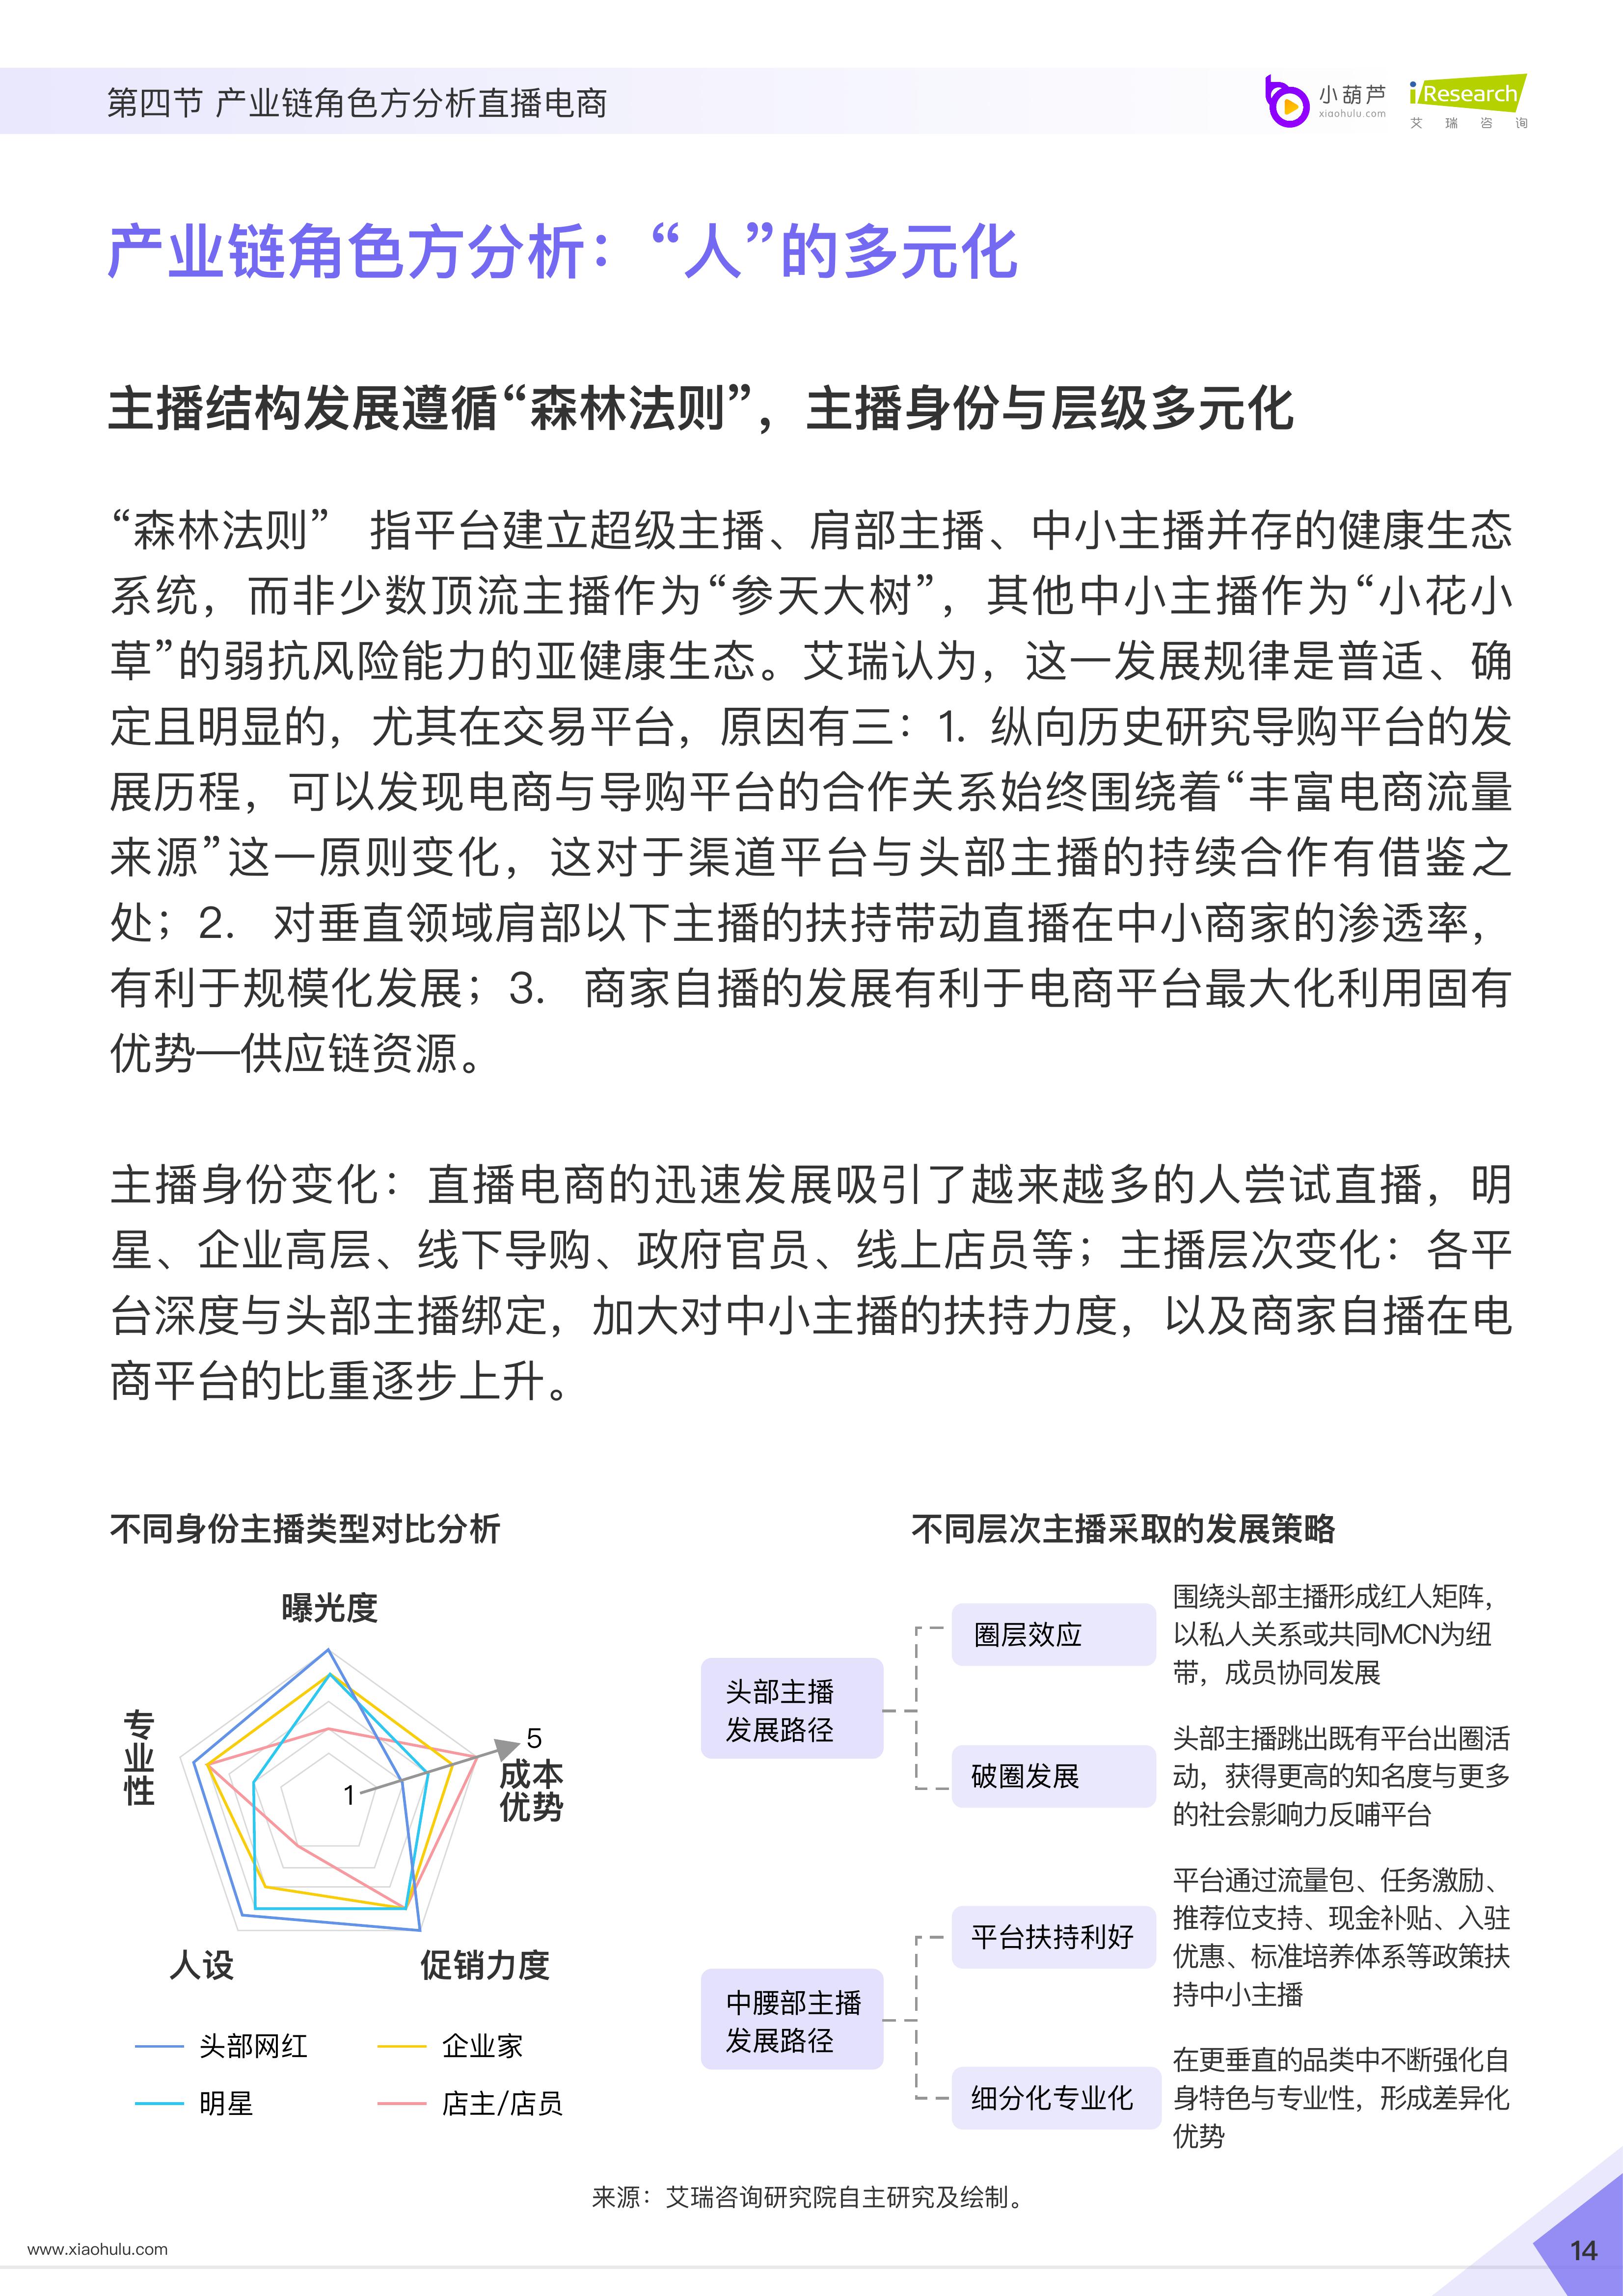 第四节 产业链角色方分析直播电商
小葫芦
xiaohulu.com
iResearch
艾瑞咨询
产业链角色方分析：“人”的多元化
主播结构发展遵循“森林法则”，主播身份与层级多元化
“森林法则” 指平台建立超级主播、肩部主播、中小主播并存的健康生态
系统，而非少数顶流主播作为“参天大树”，其他中小主播作为“小花小
草”的弱抗风险能力的亚健康生态。艾瑞认为，这一发展规律是普适、确
定且明显的，尤其在交易平台，原因有三：1. 纵向历史研究导购平台的发
展历程，可以发现电商与导购平台的合作关系始终围绕着“丰富电商流量
来源”这一原则变化，这对于渠道平台与头部主播的持续合作有借鉴之
处；2. 对垂直领域肩部以下主播的扶持带动直播在中小商家的渗透率，
有利于规模化发展；3. 商家自播的发展有利于电商平台最大化利用固有
优势—供应链资源。
主播身份变化：直播电商的迅速发展吸引了越来越多的人尝试直播，明
星、企业高层、线下导购、政府官员、线上店员等；主播层次变化：各平
台深度与头部主播绑定，加大对中小主播的扶持力度，以及商家自播在电
商平台的比重逐步上升。
不同身份主播类型对比分析
曝光度
专业性
5
成本
优势
1
人设
促销力度
头部网红
企业家
明星
店主/店员
不同层次主播采取的发展策略
头部主播
发展路径
圈层效应
围绕头部主播形成红人矩阵，
以私人关系或共同MCN为纽
带，成员协同发展
破圈发展
头部主播跳出既有平台出圈活
动，获得更高的知名度与更多
的社会影响力反哺平台
中腰部主播
发展路径
平台扶持利好
平台通过流量包、任务激励、
推荐位支持、现金补贴、入驻
优惠、标准培养体系等政策扶
持中小主播
细分化专业化
在更垂直的品类中不断强化自
身特色与专业性，形成差异化
优势
来源：艾瑞咨询研究院自主研究及绘制。
www.xiaohulu.com
14